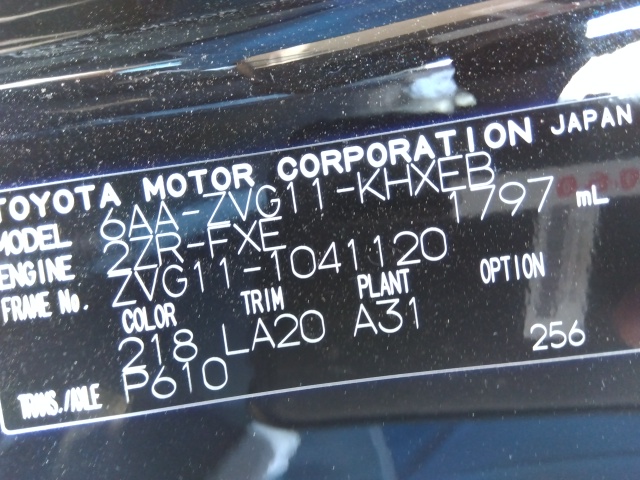 TOYOTA MOTOR CORPORATION JAPAN
MODEL 6AA-ZVG11-KHXEB
ENGINE 2ZR-FXE 1797 mL
FRAME No. ZVG11-1041120
COLOR TRIM PLANT OPTION
218 LA20 A31
TRANS./AXLE P610 256